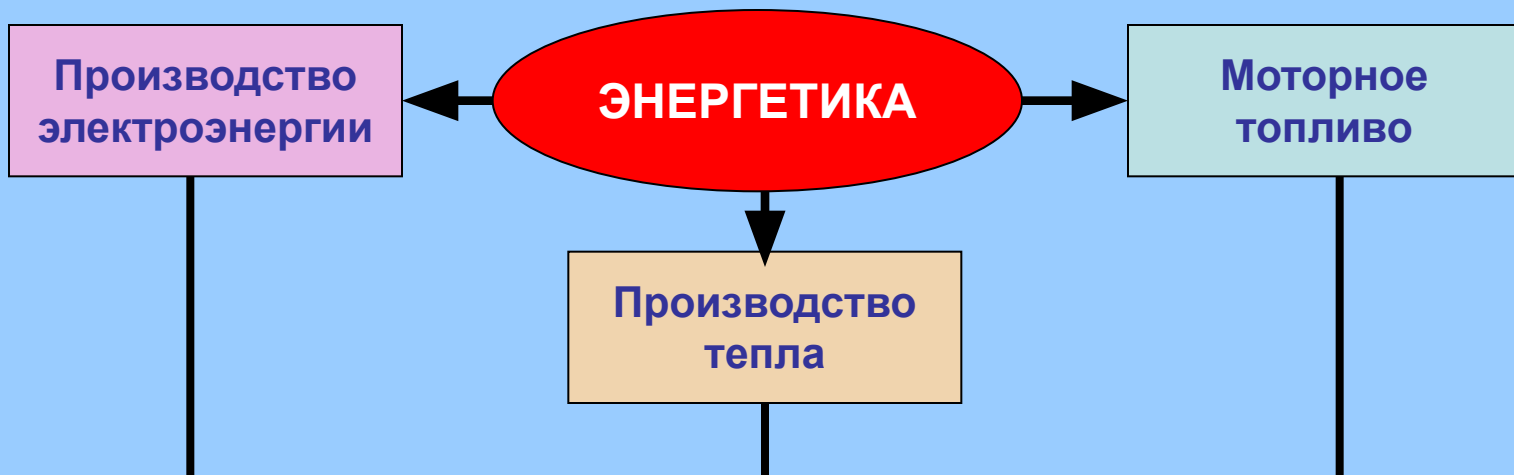 ЭНЕРГЕТИКА
Производство
электроэнергии
Моторное
топливо
Производство
тепла